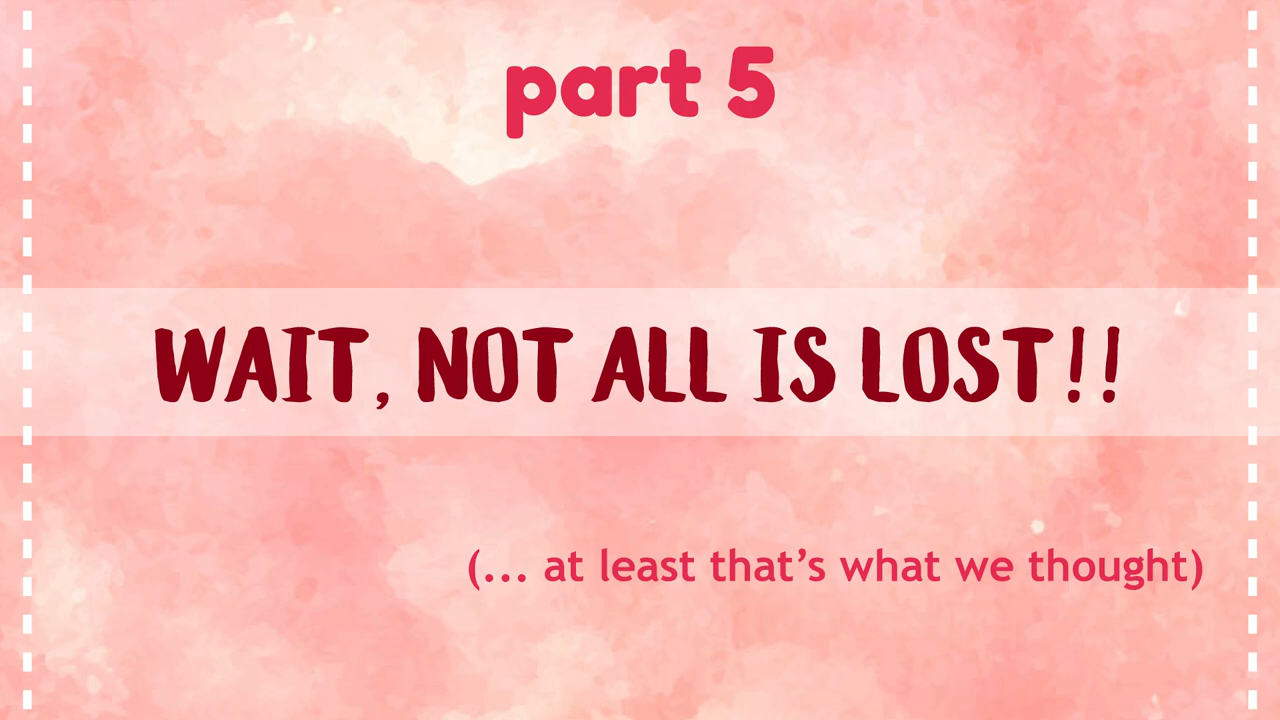 part 5
WAIT, NOT ALL IS LOST!!
(... at least that’s what we thought)